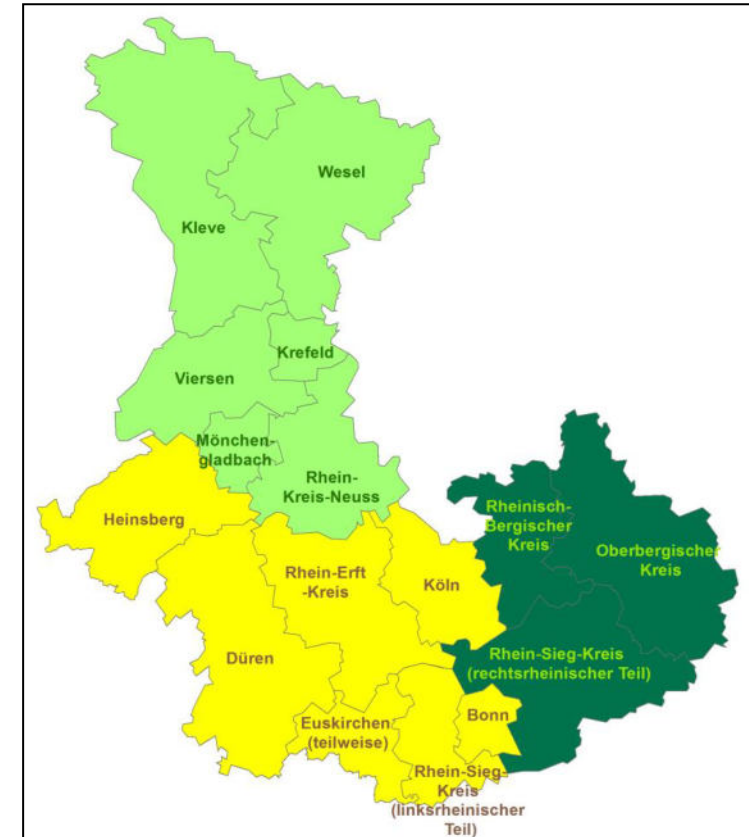 Wesel
Kleve
Krefeld
Viersen
Mönchen-
gladbach
Rhein-
Kreis-Neuss
Heinsberg
Rheinisch-
Bergischer
Kreis
Oberbergischer
Kreis
Rhein-Erft
-Kreis
Köln
Düren
Rhein-Sieg-Kreis
(rechtsrheinischer Teil)
Euskirchen
(teilweise)
Bonn
Rhein-Sieg-
Kreis
(linksrheinischer
Teil)